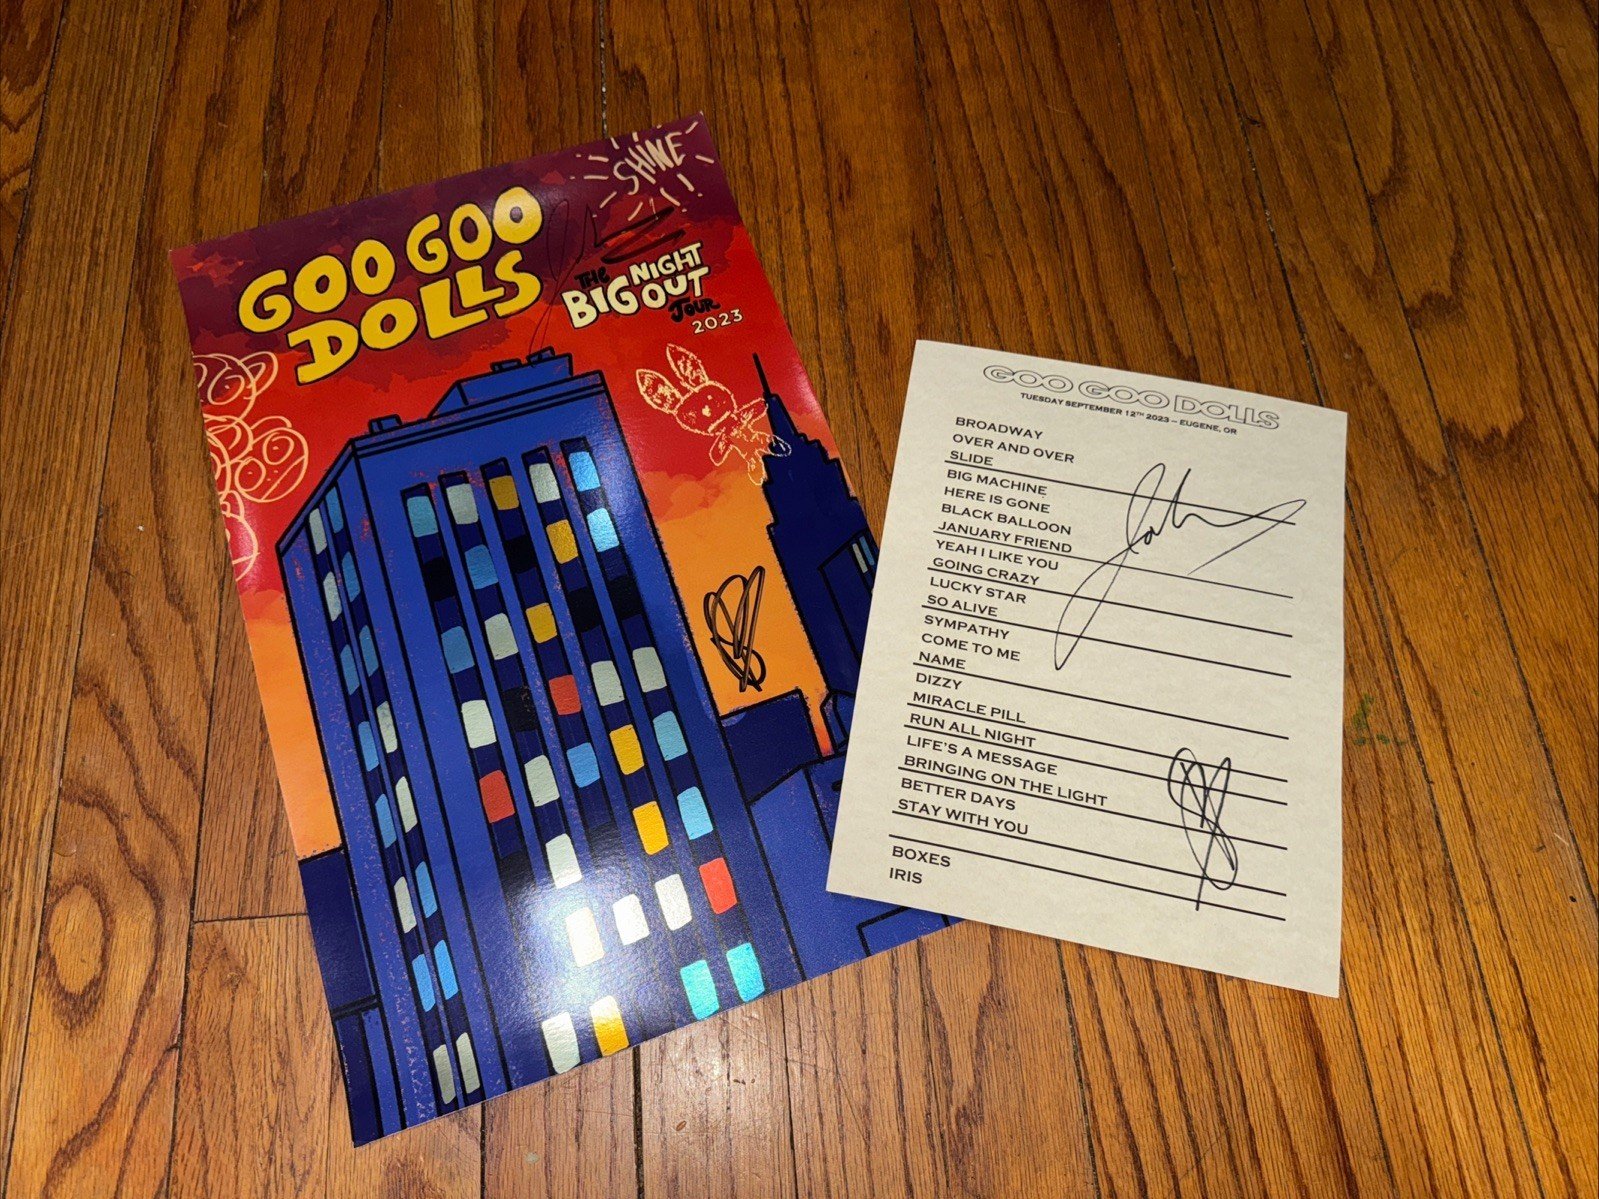 SHINE
!
GOO GOO
DOLLS
THE
BIG NIGHT
OUT
TOUR
2023
GOO GOO DOLLS
TUESDAY SEPTEMBER 12TH 2023 – EUGENE, OR
BROADWAY
OVER AND OVER
SLIDE
BIG MACHINE
HERE IS GONE
BLACK BALLOON
JANUARY FRIEND
YEAH I LIKE YOU
GOING CRAZY
LUCKY STAR
SO ALIVE
SYMPATHY
COME TO ME
NAME
DIZZY
MIRACLE PILL
RUN ALL NIGHT
LIFE'S A MESSAGE
BRINGING ON THE LIGHT
BETTER DAYS
STAY WITH YOU
BOXES
IRIS